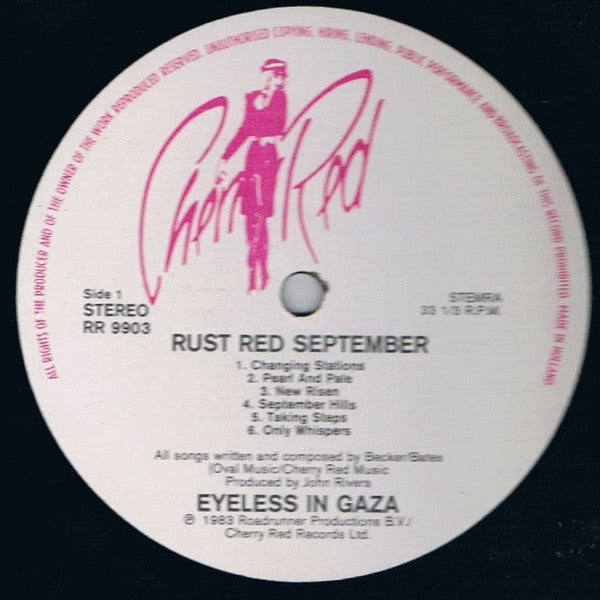 ALL RIGHTS OF THE PRODUCER AND OF THE OWNER OF THE WORK REPRODUCED RESERVED. UNAUTHORISED COPYING, HIRING, LENDING, PUBLIC PERFORMANCE AND BROADCASTING OF THIS RECORD PROHIBITED. MADE IN HOLLAND
Cherry Red
Side 1
STEREO
RR 9903
STEMRA
33 1/3 R.P.M.
RUST RED SEPTEMBER
1. Changing Stations
2. Pearl And Pale
3. New Risen
4. September Hills
5. Taking Steps
6. Only Whispers
All songs written and composed by Becker/Bates
(Oval Music/Cherry Red Music
Produced by John Rivers
EYELESS IN GAZA
℗ 1983 Roadrunner Productions B.V./
Cherry Red Records Ltd.